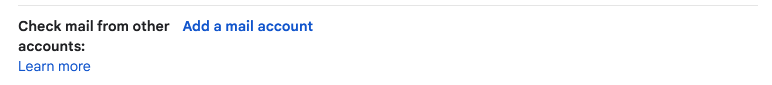 Check mail from other Add a mail account
accounts:
Learn more